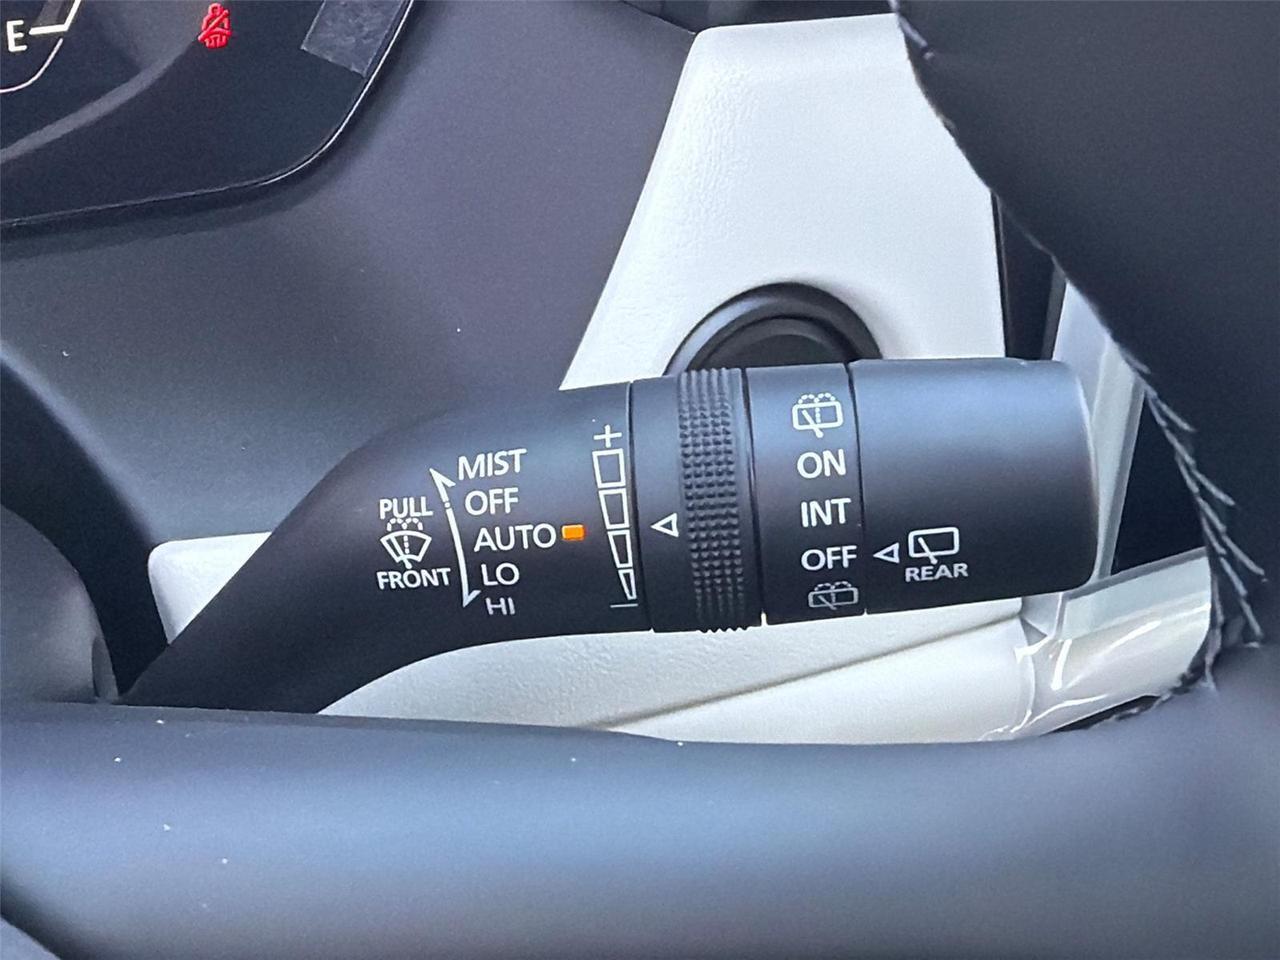 E
MIST
OFF
AUTO
LO
HI
PULL
FRONT
+
-
ON
INT
OFF
REAR